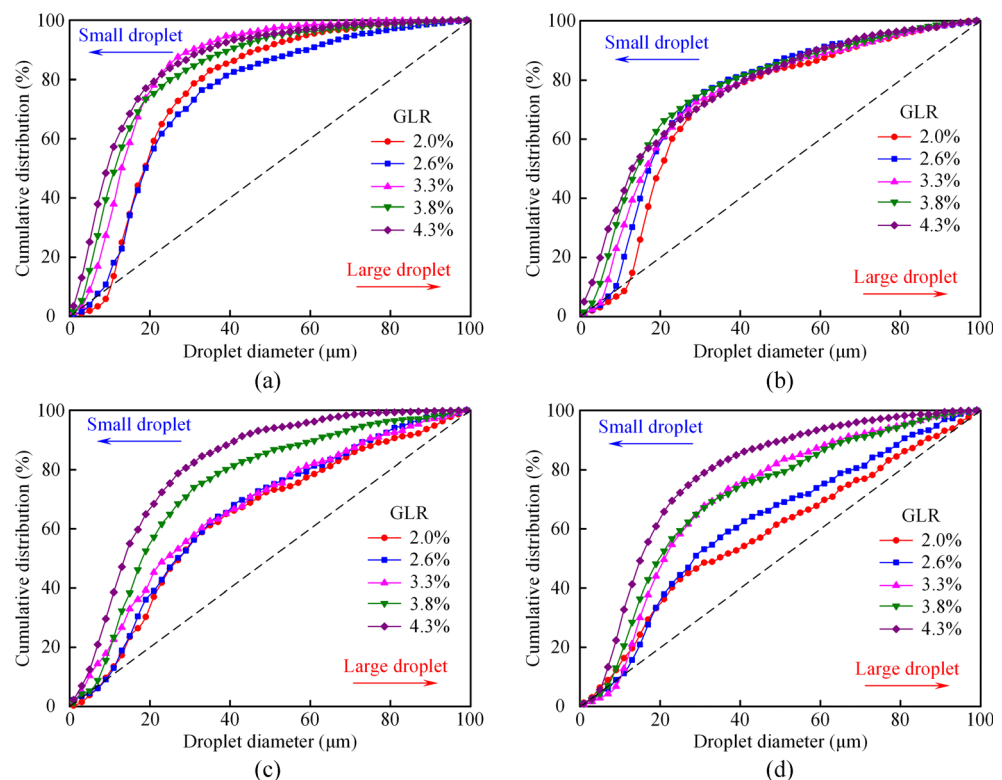 100
80
60
40
20
0
Cumulative distribution (%)
Small droplet
GLR
2.0%
2.6%
3.3%
3.8%
4.3%
Large droplet
0 20 40 60 80 100
Droplet diameter (μm)
(a)
100
80
60
40
20
0
Cumulative distribution (%)
Small droplet
GLR
2.0%
2.6%
3.3%
3.8%
4.3%
Large droplet
0 20 40 60 80 100
Droplet diameter (μm)
(b)
100
80
60
40
20
0
Cumulative distribution (%)
Small droplet
GLR
2.0%
2.6%
3.3%
3.8%
4.3%
Large droplet
0 20 40 60 80 100
Droplet diameter (μm)
(c)
100
80
60
40
20
0
Cumulative distribution (%)
Small droplet
GLR
2.0%
2.6%
3.3%
3.8%
4.3%
Large droplet
0 20 40 60 80 100
Droplet diameter (μm)
(d)